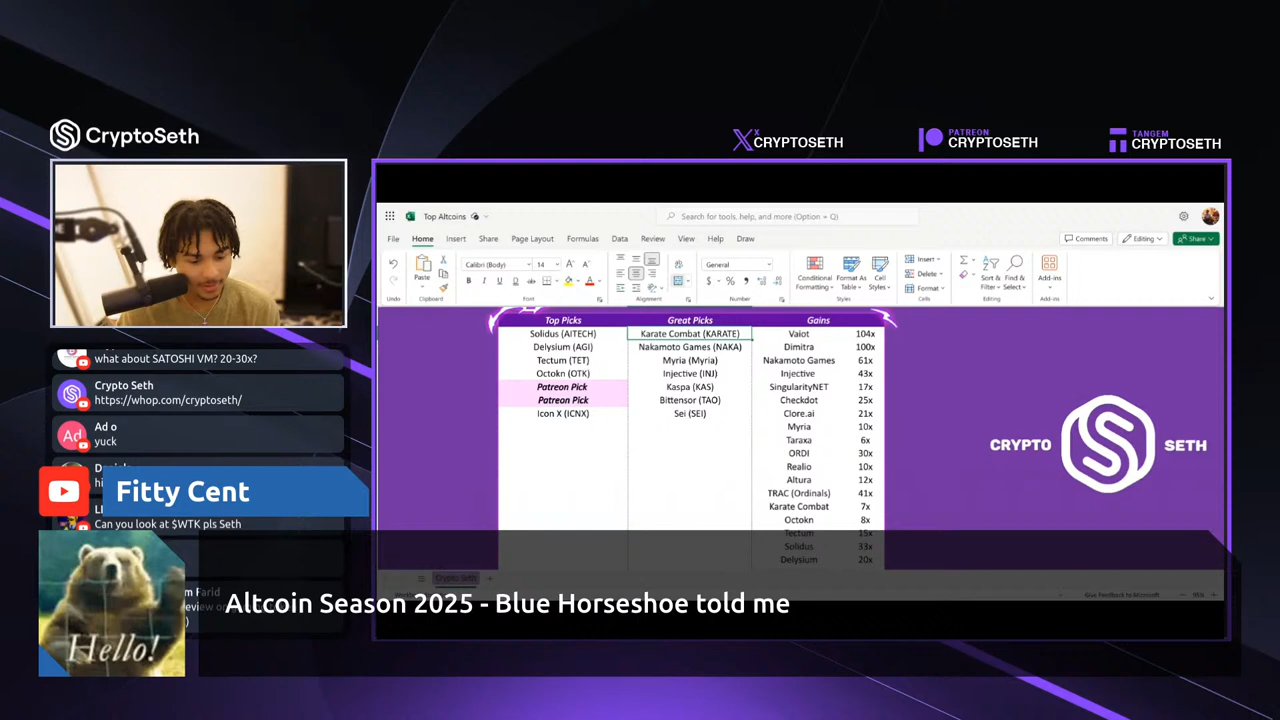 CryptoSeth
X
CRYPTOSETH
PATREON
CRYPTOSETH
TANGEM
CRYPTOSETH
what about SATOSHI VM? 20-30x?
Crypto Seth
https://whop.com/cryptoseth/
Ad o
yuck
Fitty Cent
Can you look at $WTK pls Seth
Farid
Hello!
Altcoin Season 2025 - Blue Horseshoe told me
Top Altcoins
Search for tools, help, and more (Option + Q)
File Home Insert Share Page Layout Formulas Data Review View Help Draw
Comments Editing Share
Paste
Calibri (Body) 14
B I U
General
$ % 
Conditional Formatting
Format As Table
Cell Styles
Insert
Delete
Format
Sort & Filter
Find & Select
Add-ins
Undo Clipboard Font Alignment Number Styles Cells Editing Add-ins
Top Picks Great Picks Gains
Solidus (AITECH) Karate Combat (KARATE) Vaiot 104x
Delysium (AGI) Nakamoto Games (NAKA) Dimitra 100x
Tectum (TET) Myria (Myria) Nakamoto Games 61x
Octokn (OTK) Injective (INJ) Injective 43x
Patreon Pick Kaspa (KAS) SingularityNET 17x
Patreon Pick Bittensor (TAO) Checkdot 25x
Icon X (ICNX) Sei (SEI) Clore.ai 21x
Myria 10x
Taraxa 6x
ORDI 30x
Realio 10x
Altura 12x
TRAC (Ordinals) 41x
Karate Combat 7x
Octokn 8x
Tectum 15x
Solidus 33x
Delysium 20x
Crypto Seth
Give Feedback to Microsoft
CRYPTO SETH